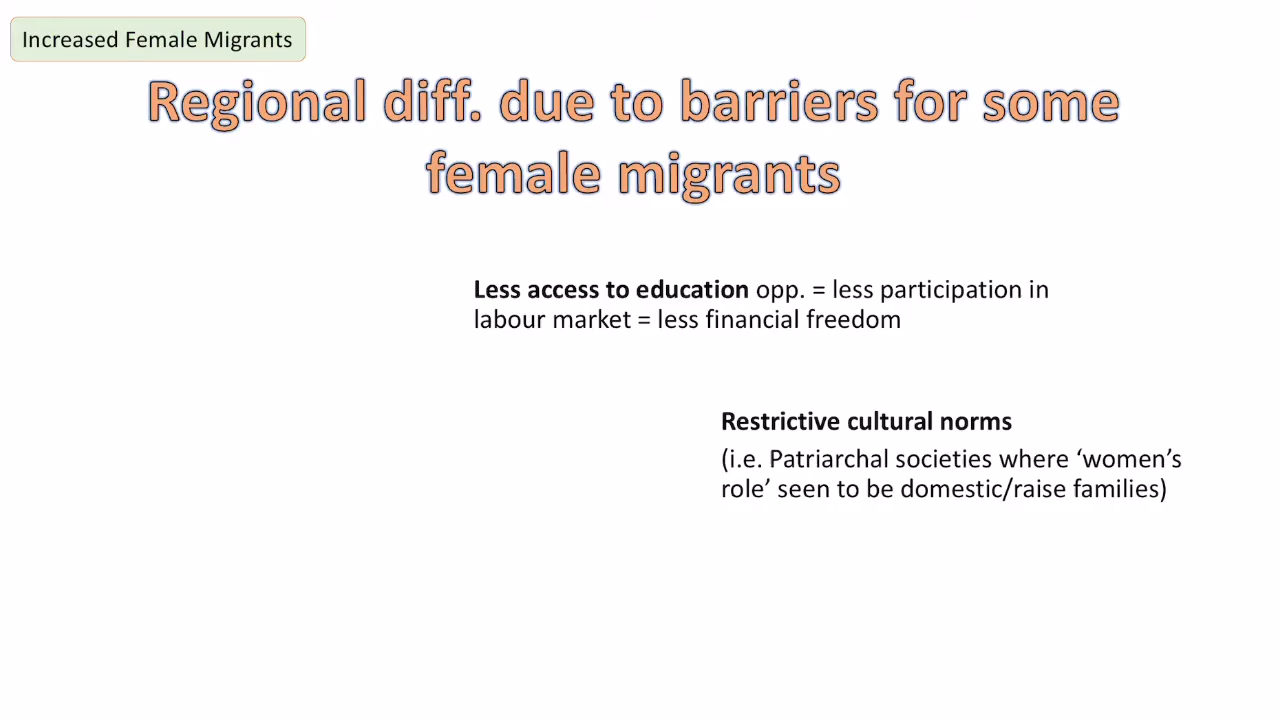 Increased Female Migrants
Regional diff. due to barriers for some
female migrants
Less access to education opp. = less participation in
labour market = less financial freedom
Restrictive cultural norms
(i.e. Patriarchal societies where ‘women’s
role’ seen to be domestic/raise families)